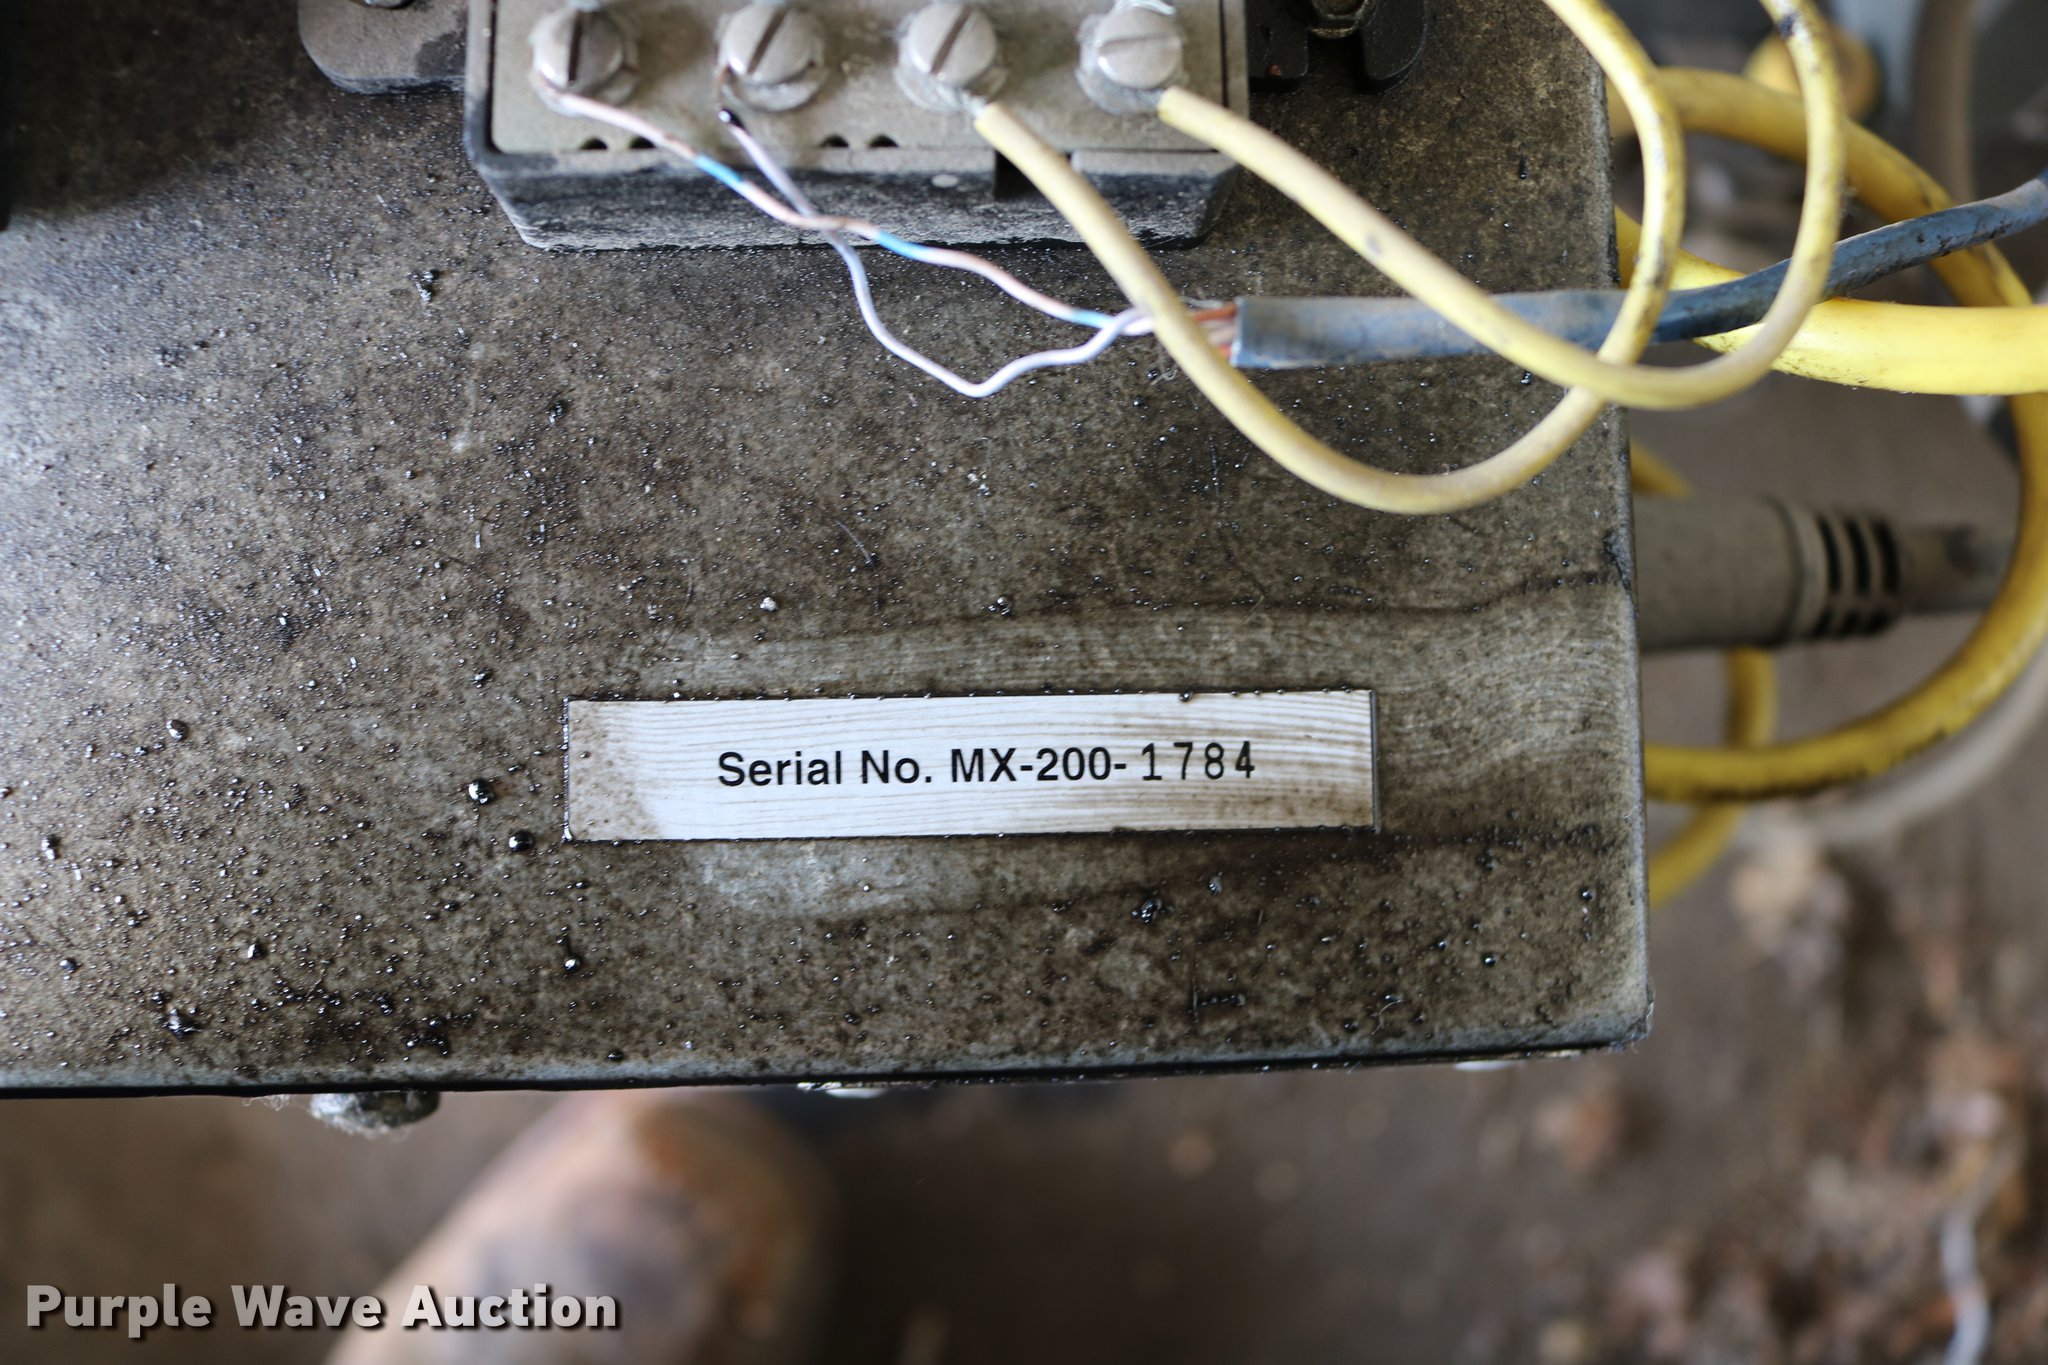 Serial No. MX-200-1784
Purple Wave Auction